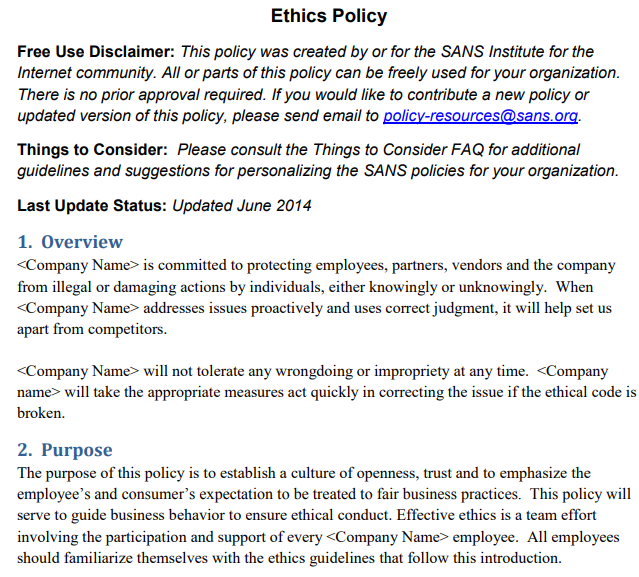 Ethics Policy
Free Use Disclaimer: This policy was created by or for the SANS Institute for the
Internet community. All or parts of this policy can be freely used for your organization.
There is no prior approval required. If you would like to contribute a new policy or
updated version of this policy, please send email to policy-resources@sans.org.
Things to Consider: Please consult the Things to Consider FAQ for additional
guidelines and suggestions for personalizing the SANS policies for your organization.
Last Update Status: Updated June 2014
1. Overview
<Company Name> is committed to protecting employees, partners, vendors and the company
from illegal or damaging actions by individuals, either knowingly or unknowingly. When
<Company Name> addresses issues proactively and uses correct judgment, it will help set us
apart from competitors.
<Company Name> will not tolerate any wrongdoing or impropriety at any time. <Company
name> will take the appropriate measures act quickly in correcting the issue if the ethical code is
broken.
2. Purpose
The purpose of this policy is to establish a culture of openness, trust and to emphasize the
employee's and consumer's expectation to be treated to fair business practices. This policy will
serve to guide business behavior to ensure ethical conduct. Effective ethics is a team effort
involving the participation and support of every <Company Name> employee. All employees
should familiarize themselves with the ethics guidelines that follow this introduction.